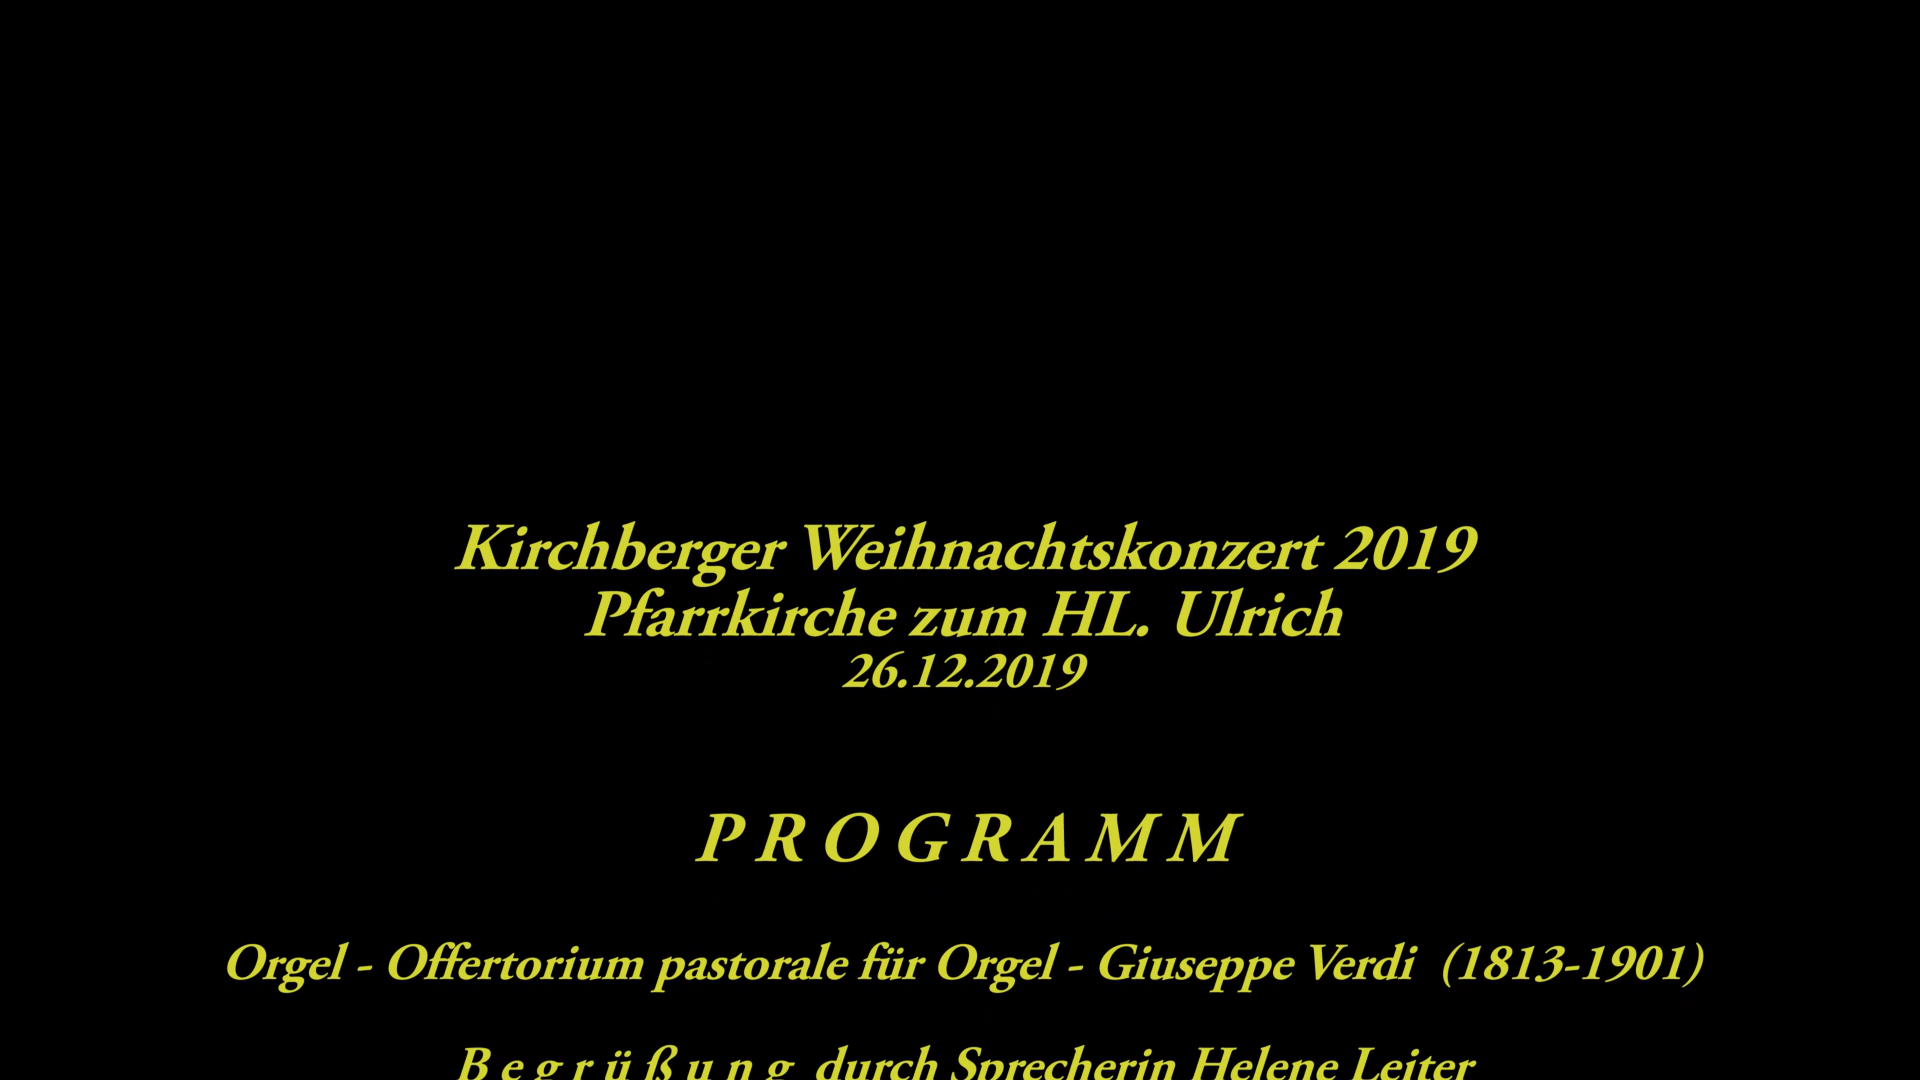 Kirchberger Weihnachtskonzert 2019
Pfarrkirche zum HL. Ulrich
26.12.2019
P R O G R A M M
Orgel - Offertorium pastorale für Orgel - Giuseppe Verdi (1813-1901)
B e g r ü ß u n g durch Sprecherin Helene Leiter